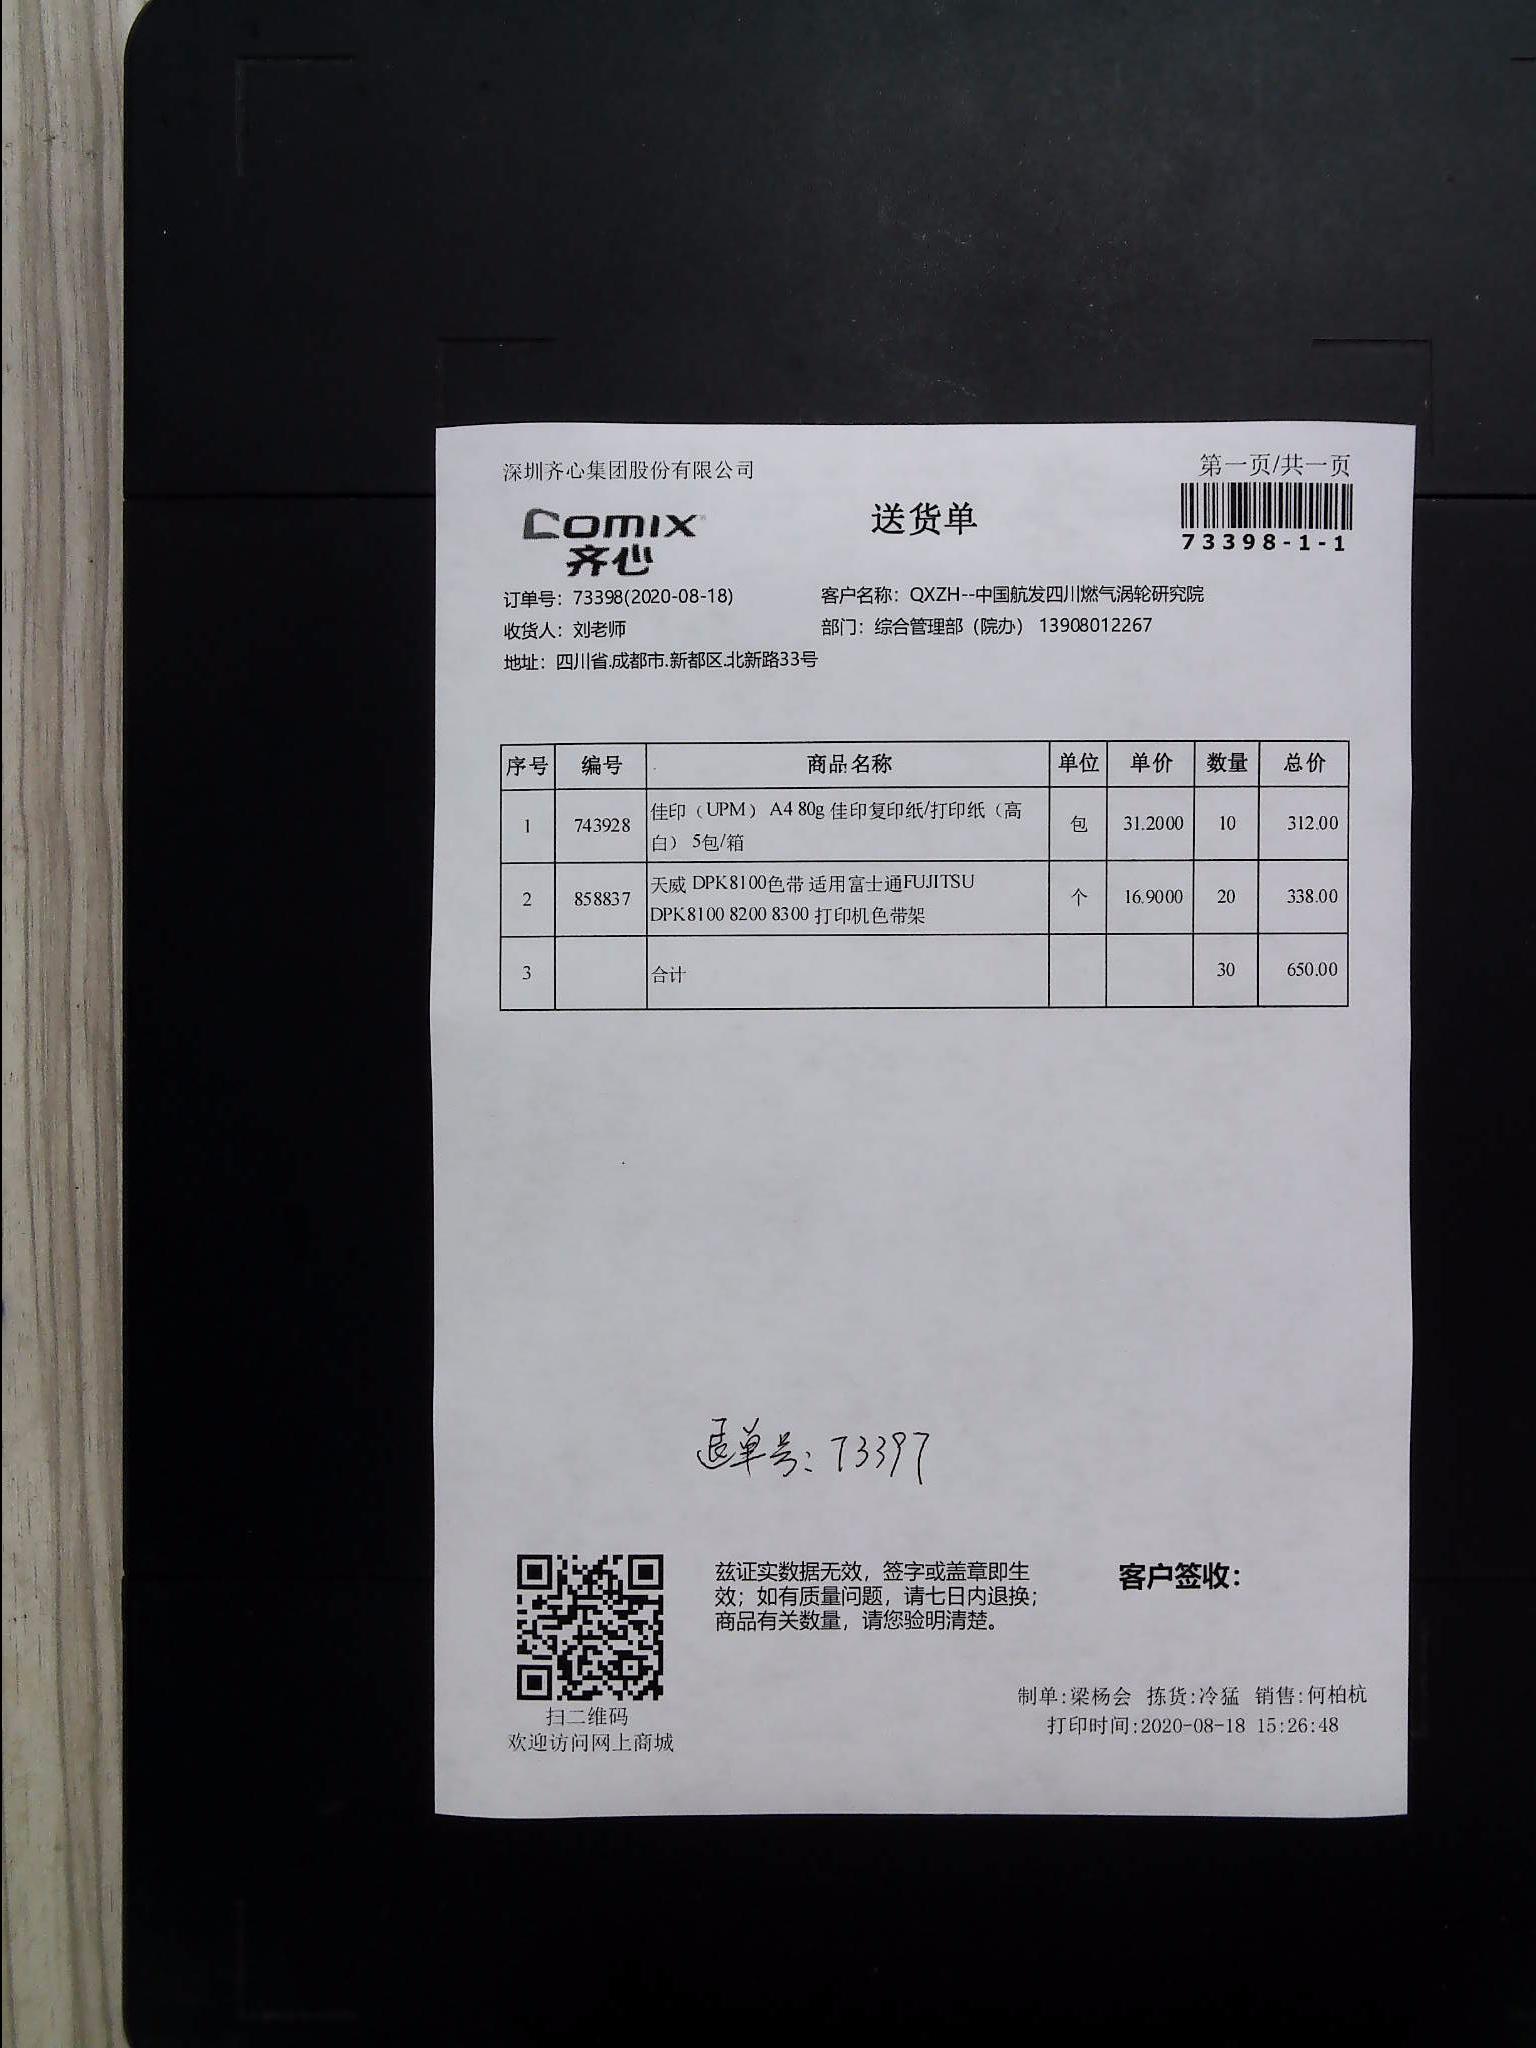 深圳齐心集团股份有限公司
第一页/共一页
comix
齐心
送货单
73398-1-1
订单号：73398(2020-08-18)
客户名称：QXZH--中国航发四川燃气涡轮研究院
收货人：刘老师
部门：综合管理部（院办） 13908012267
地址：四川省.成都市.新都区.北新路33号
序号 编号 商品名称 单位 单价 数量 总价
1 743928 佳印（UPM） A4 80g 佳印复印纸/打印纸（高
白） 5包/箱 包 31.2000 10 312.00
2 858837 天威 DPK8100色带 适用富士通FUJITSU
DPK8100 8200 8300 打印机色带架 个 16.9000 20 338.00
3 合计 30 650.00
退单号：73397
兹证实数据无效，签字或盖章即生
效；如有质量问题，请七日内退换；
商品有关数量，请您验明清楚。
客户签收：
扫二维码
欢迎访问网上商城
制单:梁杨会 拣货:冷猛 销售:何柏杭
打印时间:2020-08-18 15:26:48